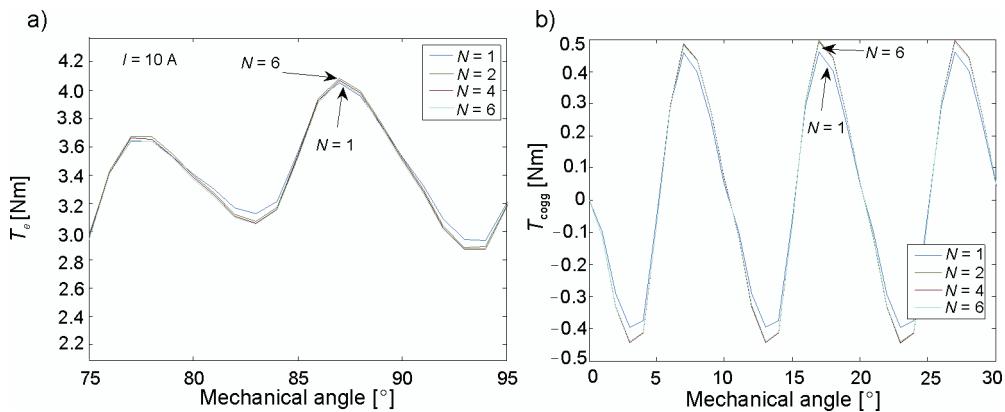 a)
I = 10 A
N = 6
N = 1
N = 1
N = 2
N = 4
N = 6
4.2
4.0
3.8
3.6
3.4
3.2
3.0
2.8
2.6
2.4
2.2
Te [Nm]
75
80
85
90
95
Mechanical angle [°]
b)
0.5
0.4
0.3
0.2
0.1
0
−0.1
−0.2
−0.3
−0.4
−0.5
Tcogg [Nm]
N = 6
N = 1
N = 1
N = 2
N = 4
N = 6
0
5
10
15
20
25
30
Mechanical angle [°]